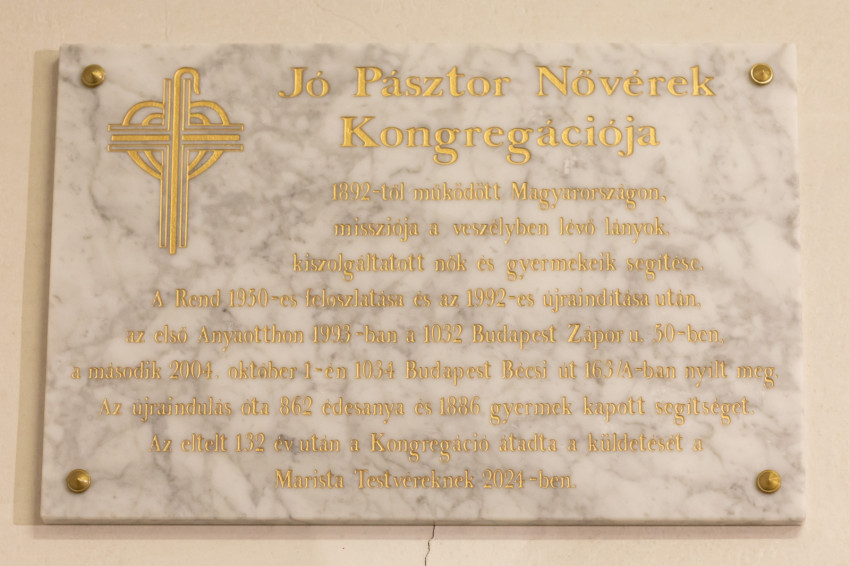 Jó Pásztor Nővérek
Kongregációja
1892-től működött Magyarországon,
missziója a veszélyben lévő lányok,
kiszolgáltatott nők és gyermekeik segítése.
A Rend 1950-es feloszlatása és az 1992-es újraindítása után,
az első Anyaotthon 1993-ban a 1032 Budapest Zápor u. 50-ben,
a második 2004. október 1-én 1034 Budapest Bécsi út 163/A-ban nyílt meg.
Az újraindulás óta 862 édesanya és 1886 gyermek kapott segítséget.
Az eltelt 132 év után a Kongregáció átadta a küldetését a
Marista Testvéreknek 2024-ben.